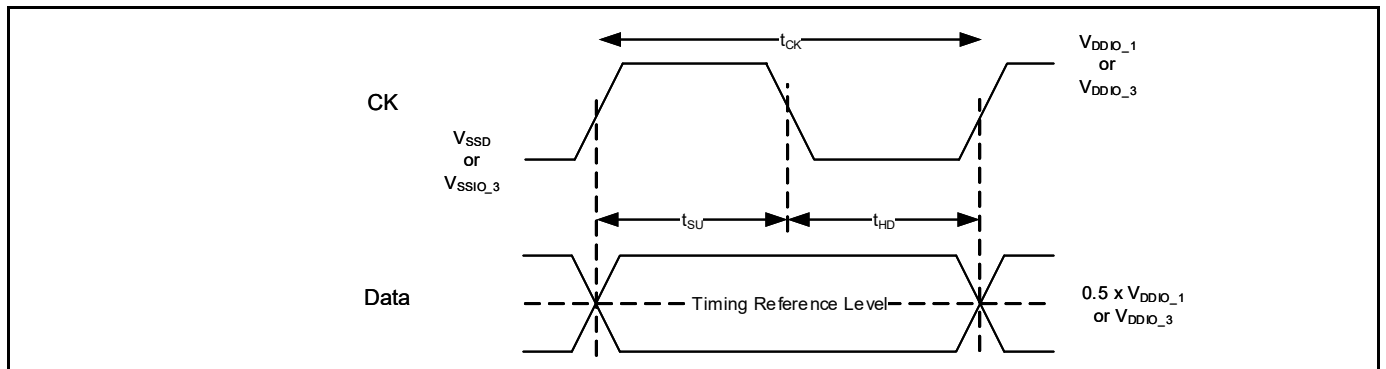 tCK
VDDIO_1
or
VDDIO_3
CK
VSSD
or
VSSIO_3
tSU
tHD
Data
Timing Reference Level
0.5 x VDDIO_1
or VDDIO_3